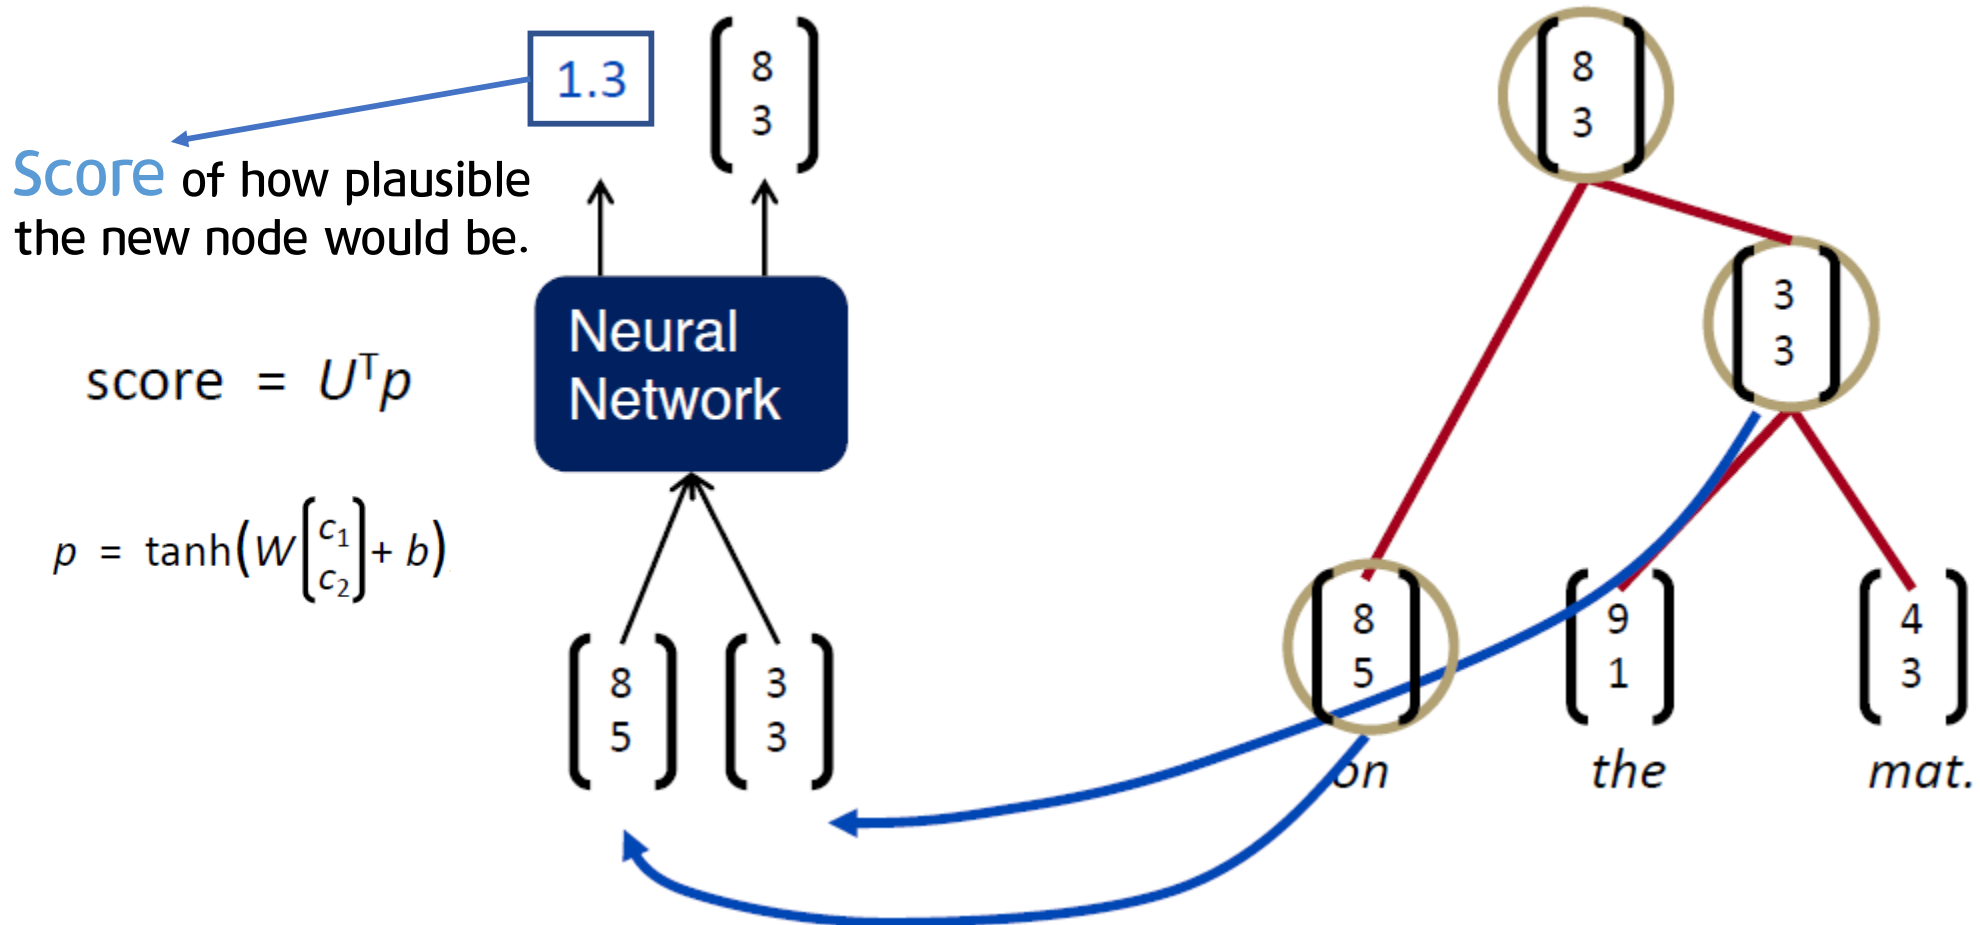 1.3
8
3
Score of how plausible
the new node would be.
Neural
Network
score = UᵀP
p = tanh(W[c₁ c₂] + b)
8
5
3
3
8
3
3
3
8
5
9
1
4
3
on
the
mat.